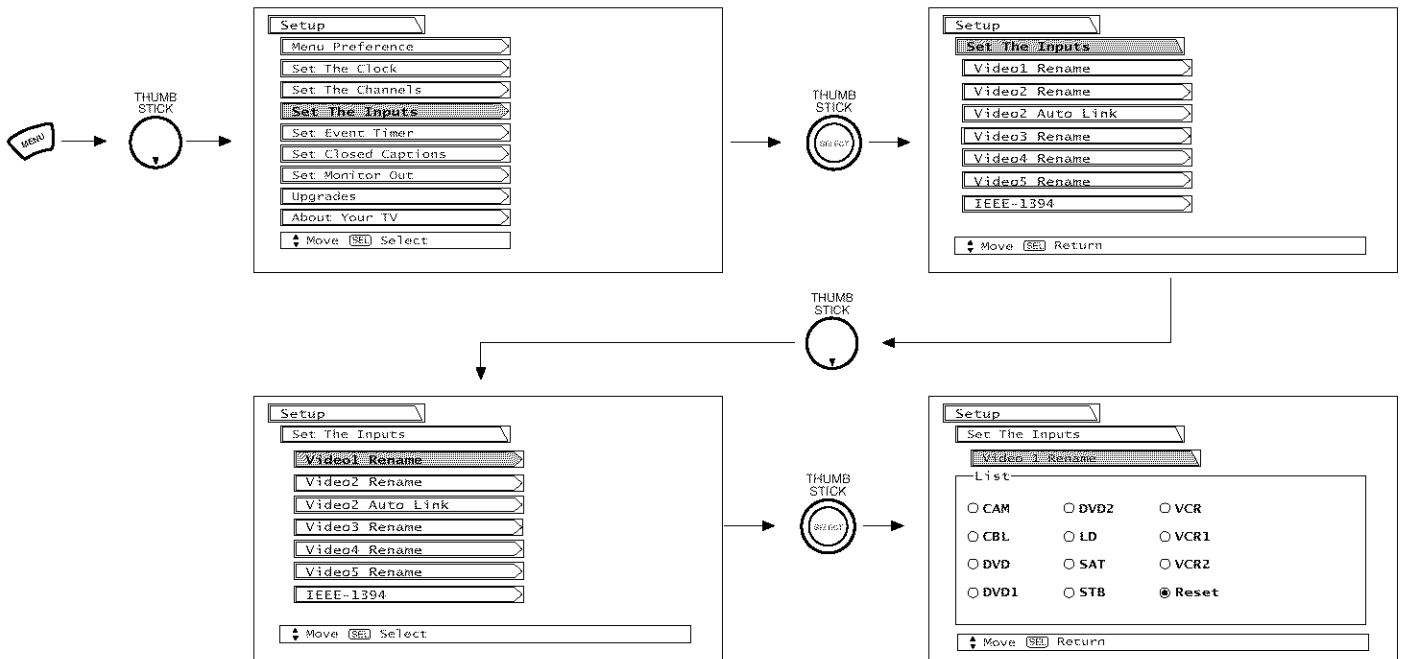 MENU
THUMB
STICK
Setup
Menu Preference
Set The Clock
Set The Channels
Set The Inputs
Set Event Timer
Set Closed Captions
Set Monitor Out
Upgrades
About Your TV
Move SEL Select
THUMB
STICK
SELECT
Setup
Set The Inputs
Video1 Rename
Video2 Rename
Video2 Auto Link
Video3 Rename
Video4 Rename
Video5 Rename
IEEE-1394
Move SEL Return
THUMB
STICK
Setup
Set The Inputs
Video1 Rename
Video2 Rename
Video2 Auto Link
Video3 Rename
Video4 Rename
Video5 Rename
IEEE-1394
Move SEL Select
THUMB
STICK
SELECT
Setup
Set The Inputs
Video 1 Rename
List
CAM DVD2 VCR
CBL LD VCR1
DVD SAT VCR2
DVD1 STB Reset
Move SEL Return